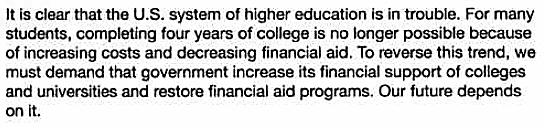 It is clear that the U.S. system of higher education is in trouble. For many
students, completing four years of college is no longer possible because
of increasing costs and decreasing financial aid. To reverse this trend, we
must demand that government increase its financial support of colleges
and universities and restore financial aid programs. Our future depends
on it.